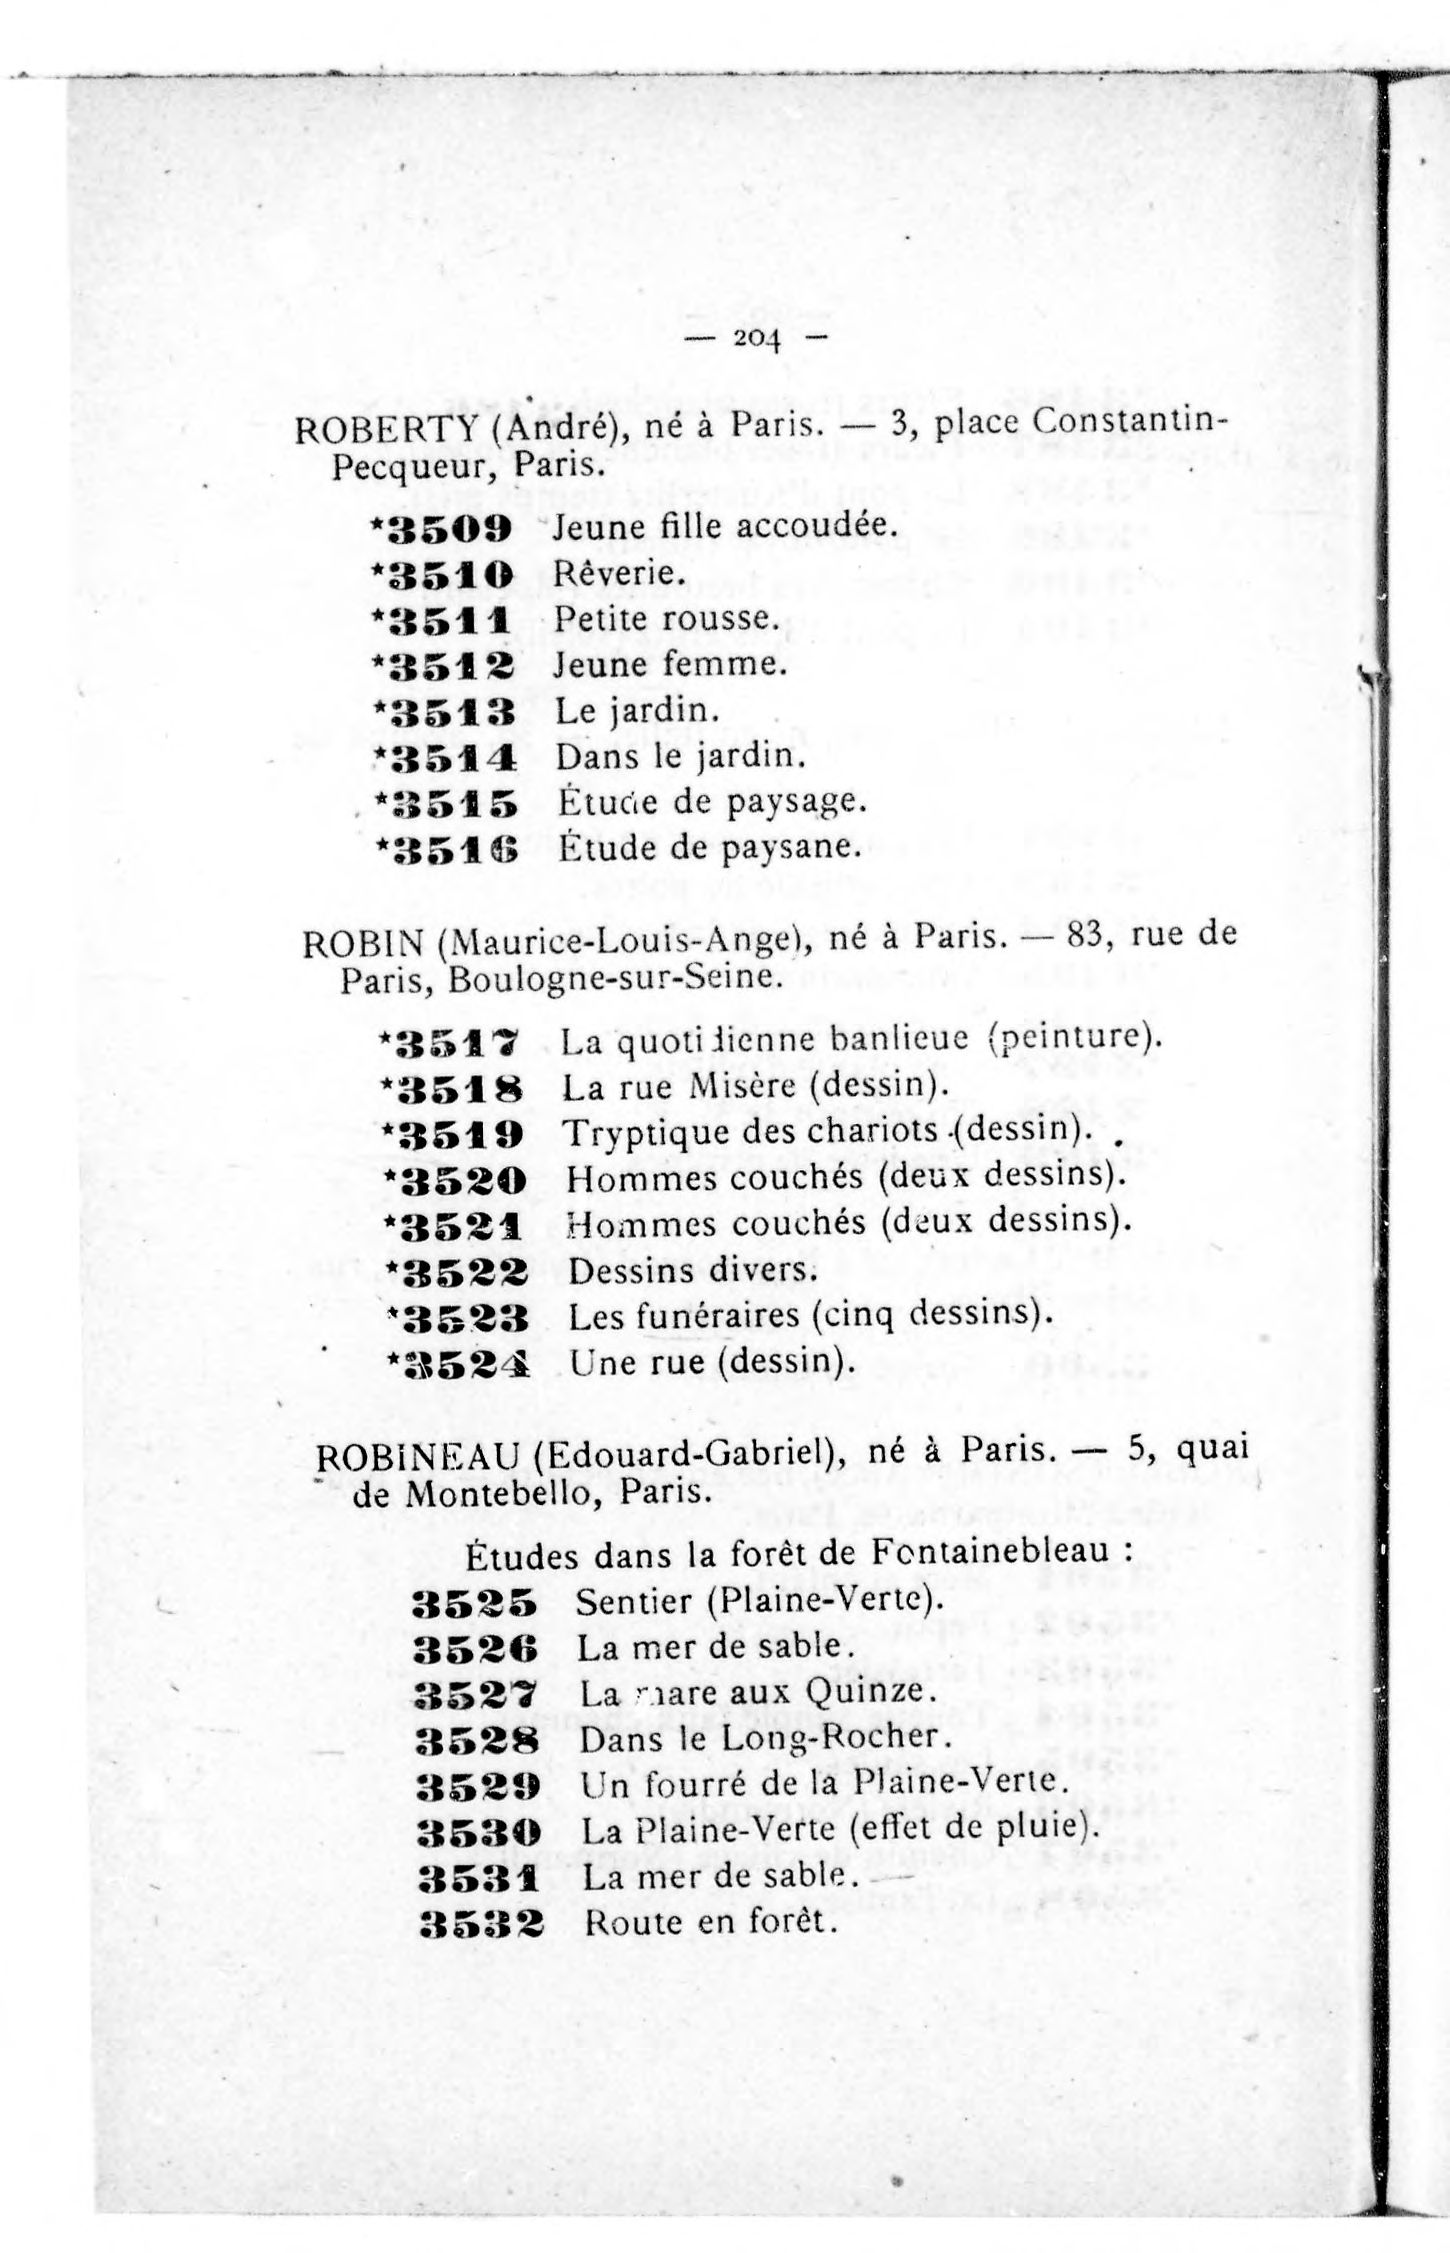 — 204 —
ROBERTY (André), né à Paris. — 3, place Constantin-
Pecqueur, Paris.
*3509 Jeune fille accoudée.
*3510 Rêverie.
*3511 Petite rousse.
*3512 Jeune femme.
*3513 Le jardin.
*3514 Dans le jardin.
*3515 Étude de paysage.
*3516 Étude de paysane.
ROBIN (Maurice-Louis-Ange), né à Paris. — 83, rue de
Paris, Boulogne-sur-Seine.
*3517 La quotidienne banlieue (peinture).
*3518 La rue Misère (dessin).
*3519 Tryptique des chariots (dessin).
*3520 Hommes couchés (deux dessins).
*3521 Hommes couchés (deux dessins).
*3522 Dessins divers.
*3523 Les funéraires (cinq dessins).
*3524 Une rue (dessin).
ROBINEAU (Edouard-Gabriel), né à Paris. — 5, quai
de Montebello, Paris.
Études dans la forêt de Fontainebleau :
3525 Sentier (Plaine-Verte).
3526 La mer de sable.
3527 La mare aux Quinze.
3528 Dans le Long-Rocher.
3529 Un fourré de la Plaine-Verte.
3530 La Plaine-Verte (effet de pluie).
3531 La mer de sable.
3532 Route en forêt.